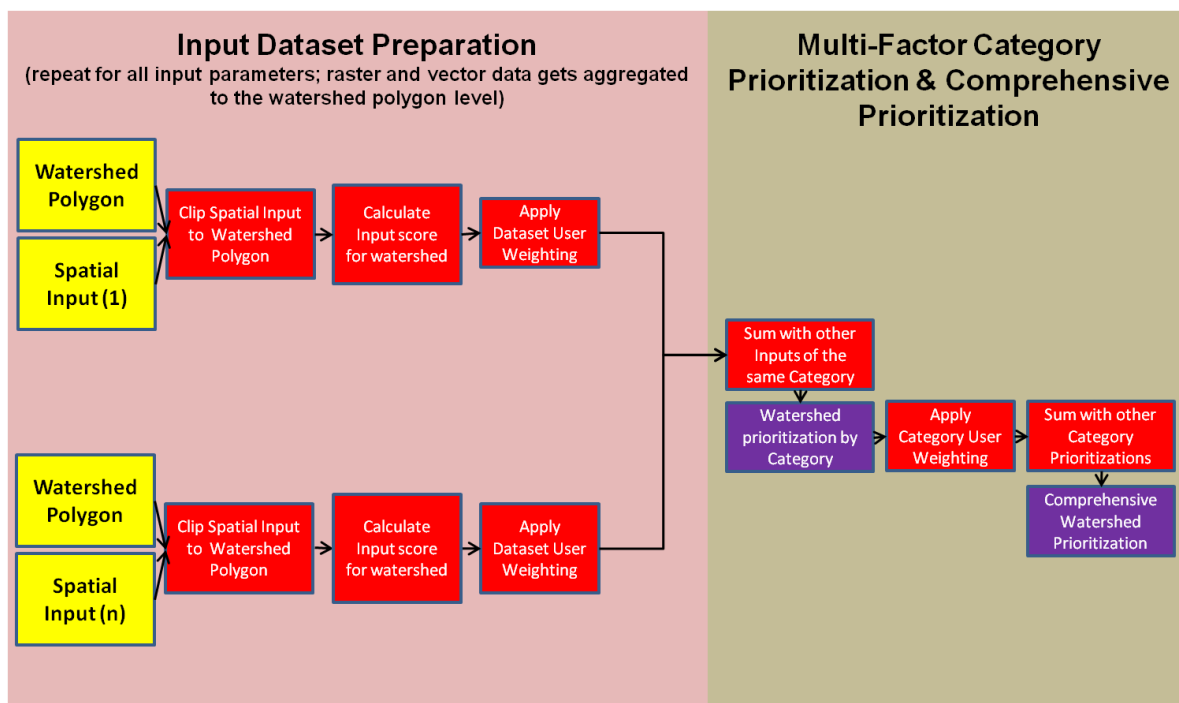 Input Dataset Preparation
(repeat for all input parameters; raster and vector data gets aggregated
to the watershed polygon level)
Multi-Factor Category
Prioritization & Comprehensive
Prioritization
Watershed
Polygon
Spatial
Input (1)
Clip Spatial Input
to Watershed
Polygon
Calculate
Input score
for watershed
Apply
Dataset User
Weighting
Watershed
Polygon
Spatial
Input (n)
Clip Spatial Input
to Watershed
Polygon
Calculate
Input score
for watershed
Apply
Dataset User
Weighting
Sum with other
Inputs of the
same Category
Watershed
prioritization by
Category
Apply
Category User
Weighting
Sum with other
Category
Prioritizations
Comprehensive
Watershed
Prioritization